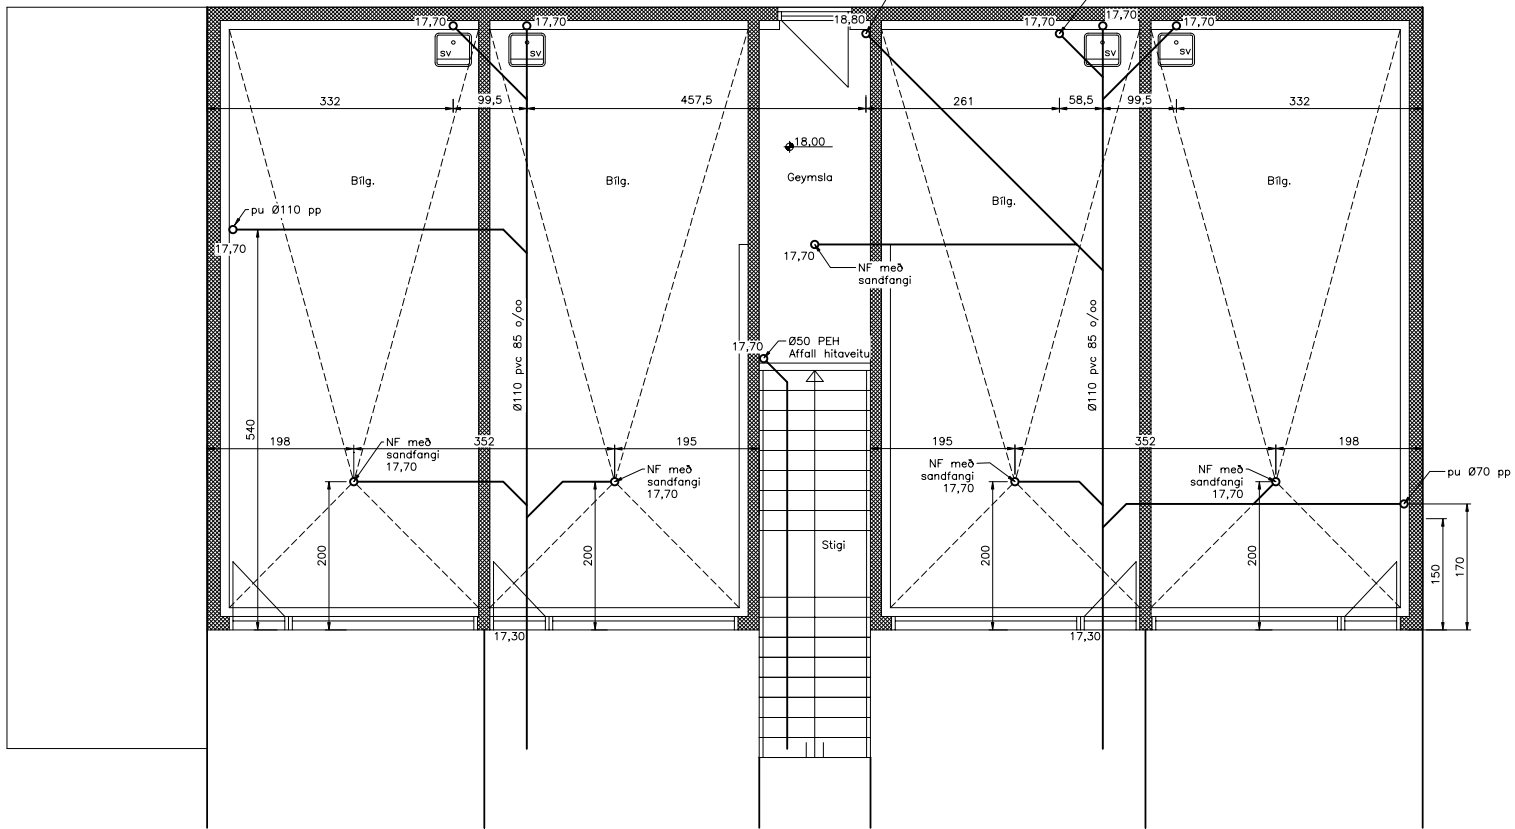 17,70
17,70
18,80
17,70
17,70
17,70
sv
sv
sv
sv
332
99,5
457,5
261
58,5
99,5
332
18.00
Bílg.
Bílg.
Geymsla
Bílg.
Bílg.
pu Ø110 pp
17,70
17,70
NF með
sandfangi
Ø110 pvc 85 o/oo
Ø110 pvc 85 o/oo
17,70
Ø50 PEH
Affall hitaveitu
540
198
352
195
195
352
198
NF með
sandfangi
17,70
NF með
sandfangi
17,70
NF með
sandfangi
17,70
NF með
sandfangi
17,70
pu Ø70 pp
200
200
Stigi
200
200
150
170
17,30
17,30